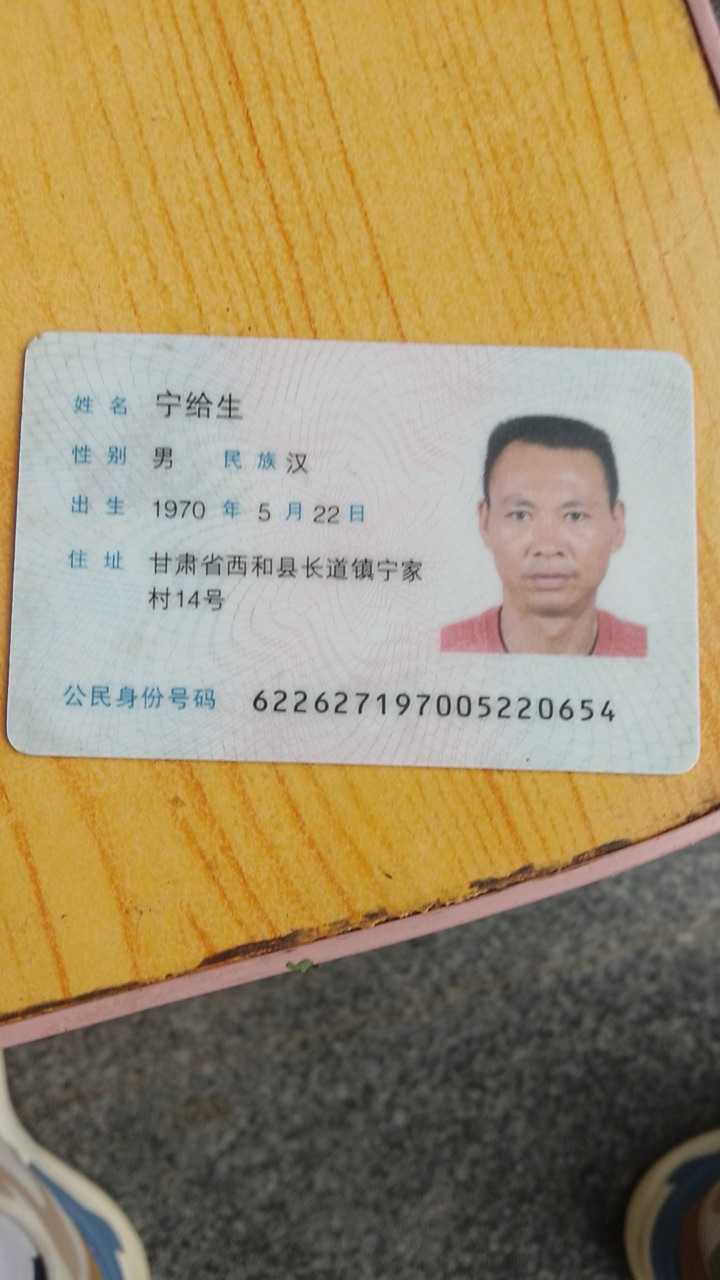 姓名 宁给生
性别 男 民族 汉
出生 1970 年 5 月 22 日
住址 甘肃省西和县长道镇宁家
村14号
公民身份号码 622627197005220654